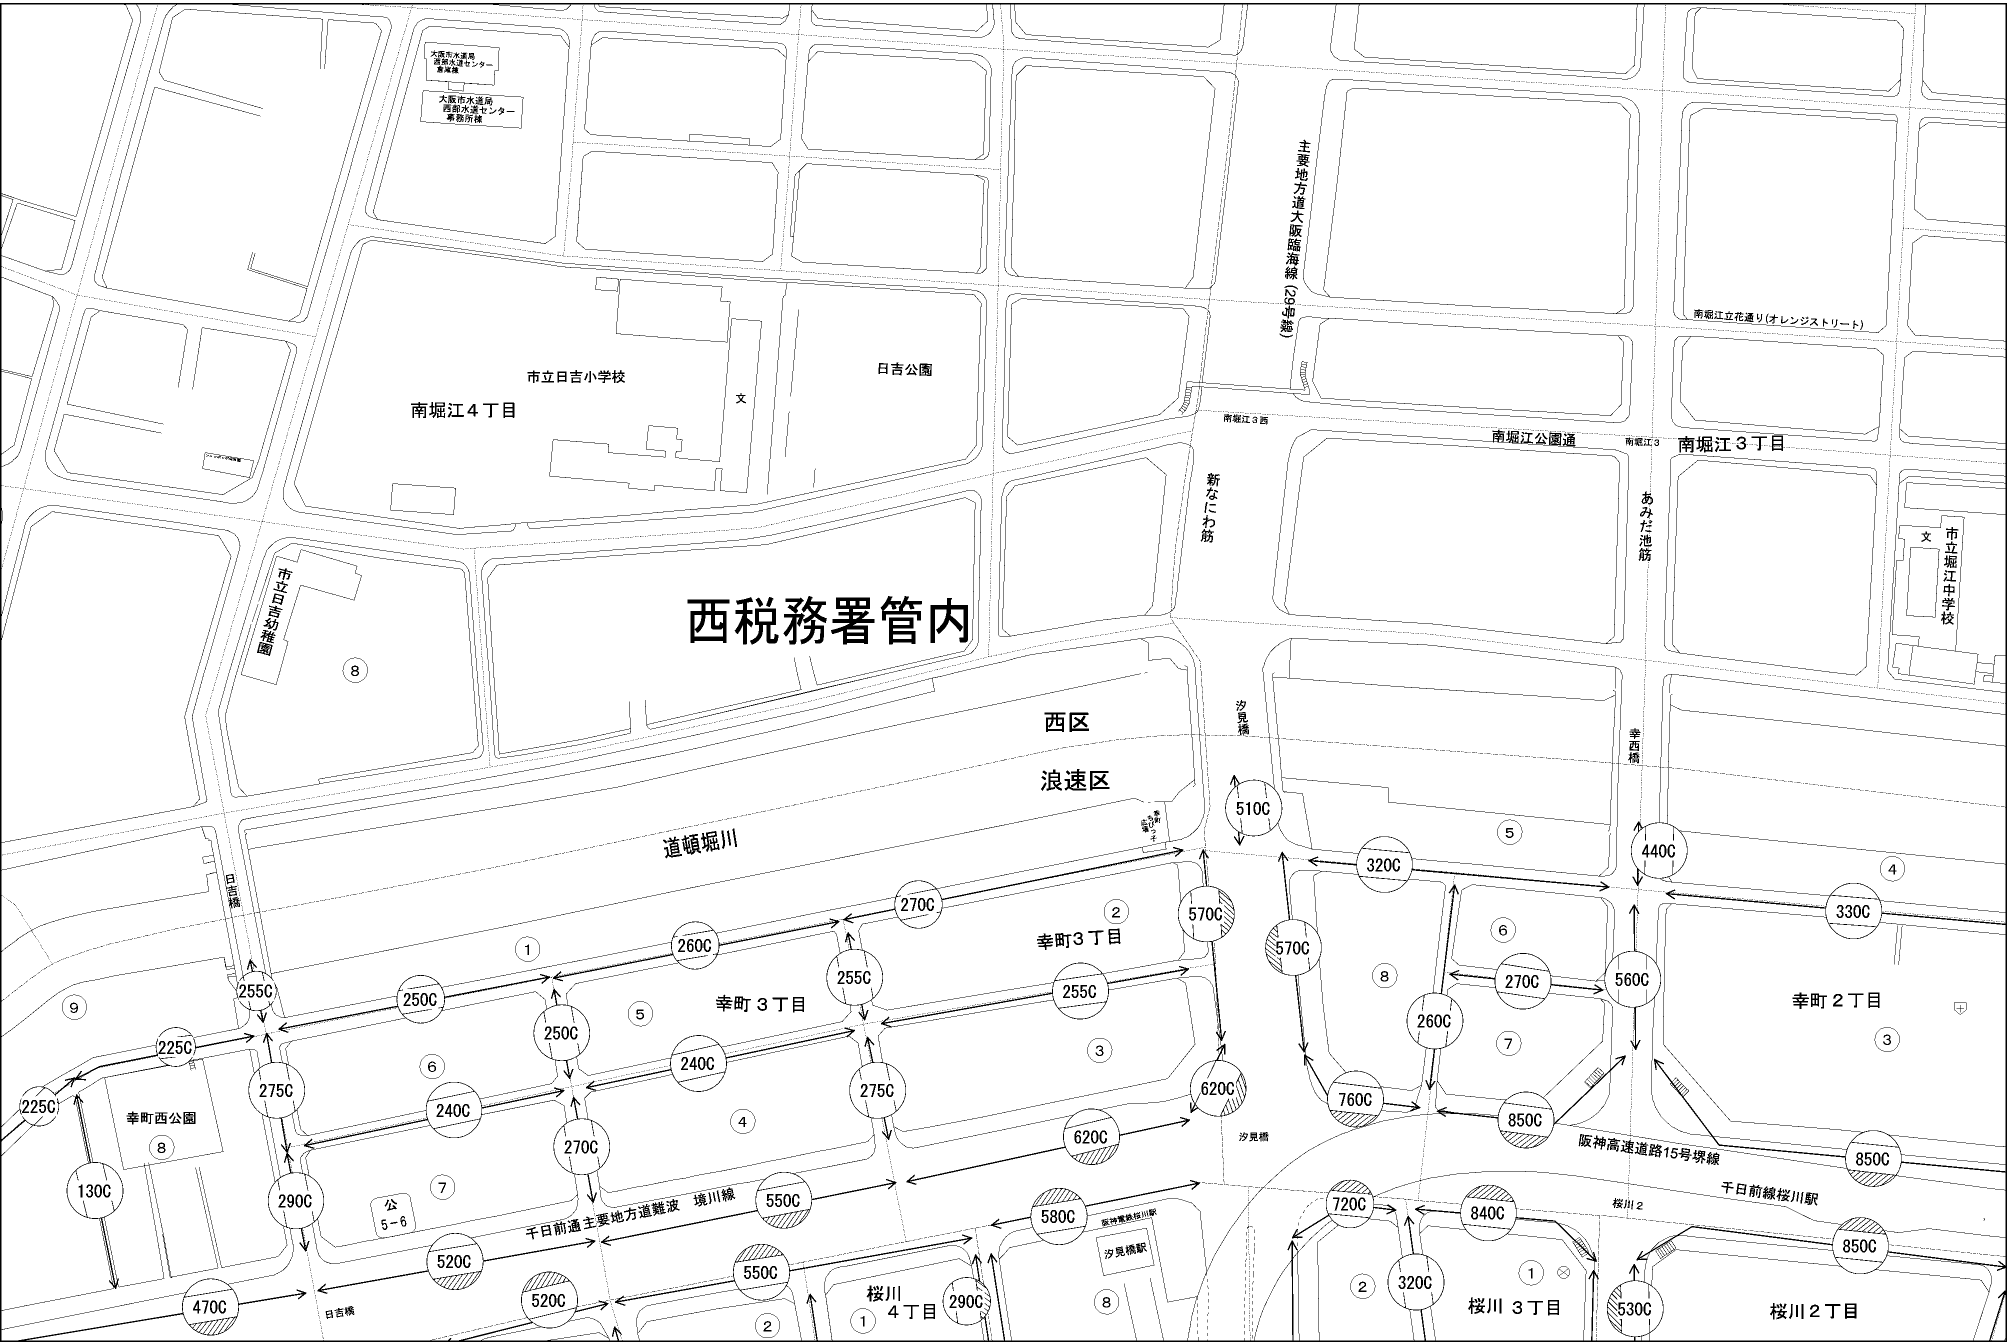 大阪市水道局
西部水道センター
倉庫棟
大阪市水道局
西部水道センター
事務所棟
主要地方道大阪臨海線(29号線)
南堀江立花通り(オレンジストリート)
市立日吉小学校
文
日吉公園
南堀江4丁目
南堀江3西
南堀江公園通
南堀江3
南堀江3丁目
新なにわ筋
あみだ池筋
文
市立堀江中学校
市立日吉幼稚園
8
西税務署管内
西区
浪速区
汐見橋
幸西橋
道頓堀川
幸町
ちびっ子
広場
510C
5
440C
4
320C
330C
日吉橋
270C
2
570C
幸町3丁目
260C
1
570C
6
8
560C
270C
255C
255C
255C
250C
9
幸町3丁目
5
250C
260C
幸町2丁目
3
7
225C
240C
3
6
275C
275C
620C
760C
850C
225C
幸町西公園
8
240C
4
270C
620C
汐見橋
阪神高速道路15号堺線
850C
130C
290C
7
公
5-6
千日前通主要地方道難波 境川線
550C
580C
阪神電鉄桜川駅
汐見橋駅
720C
840C
千日前線桜川駅
桜川2
850C
520C
550C
470C
日吉橋
520C
2
1
桜川
4丁目
290C
8
2
320C
1
桜川3丁目
530C
桜川2丁目